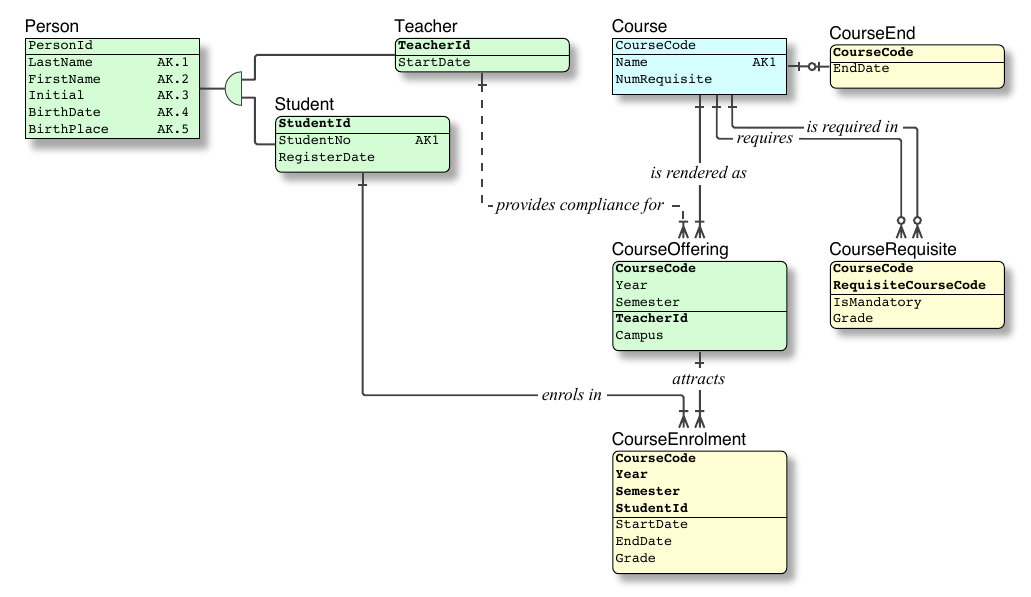 Person
PersonId
LastName AK.1
FirstName AK.2
Initial AK.3
BirthDate AK.4
BirthPlace AK.5
Teacher
TeacherId
StartDate
Student
StudentId
StudentNo AK1
RegisterDate
Course
CourseCode
Name AK1
NumRequisite
CourseEnd
CourseCode
EndDate
is required in
requires
is rendered as
provides compliance for
CourseOffering
CourseCode
Year
Semester
TeacherId
Campus
CourseRequisite
CourseCode
RequisiteCourseCode
IsMandatory
Grade
attracts
enrols in
CourseEnrolment
CourseCode
Year
Semester
StudentId
StartDate
EndDate
Grade